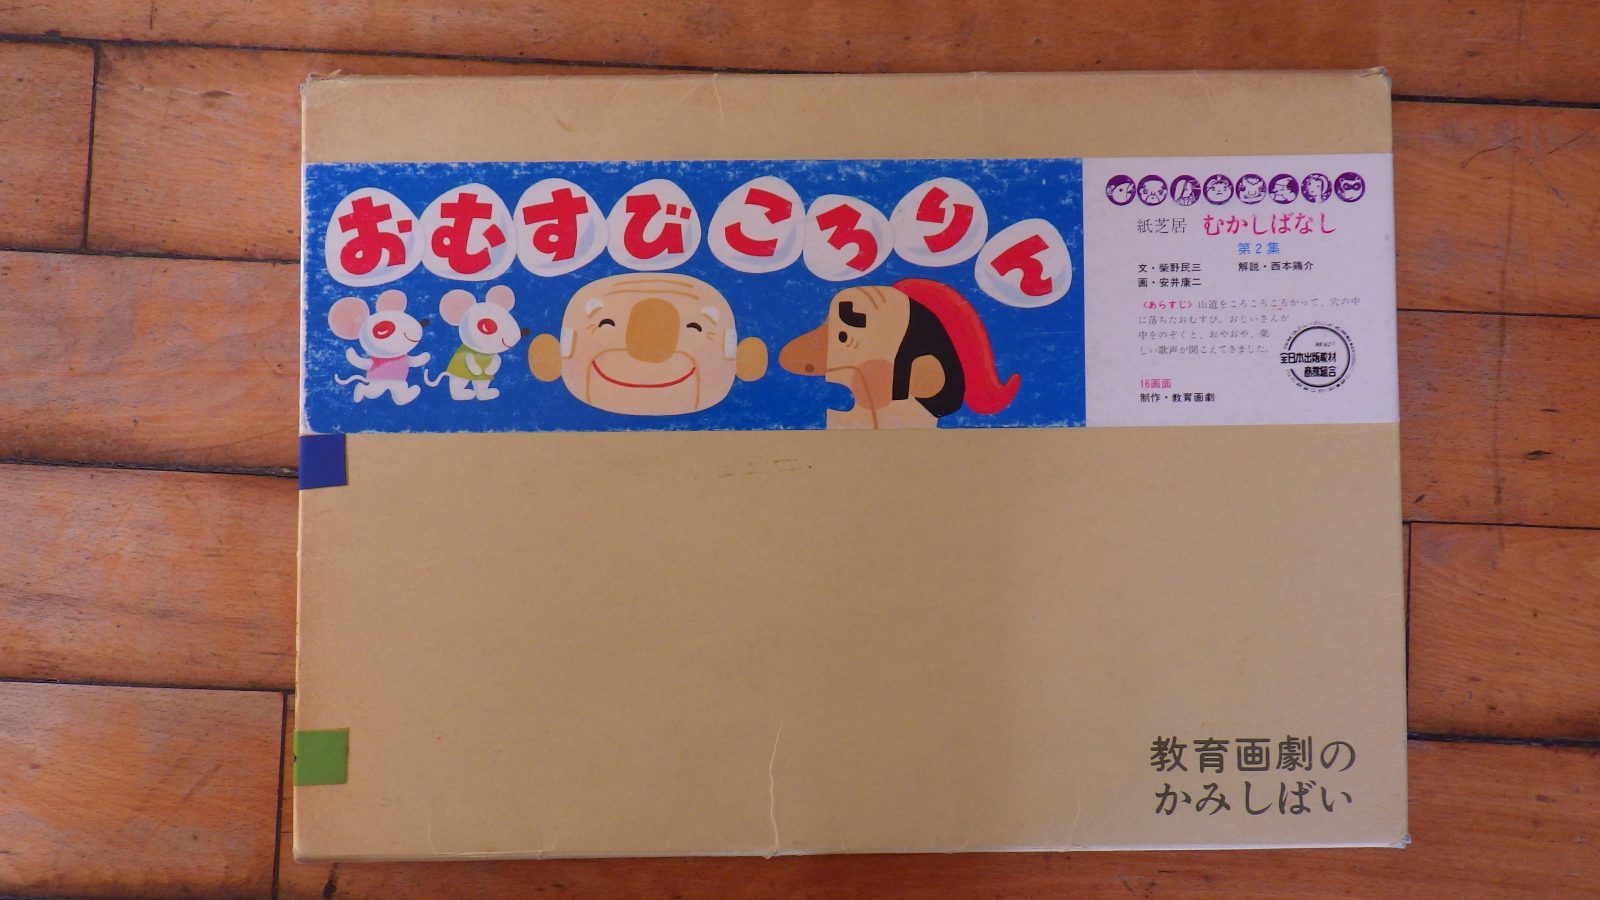 おむすびころりん
紙芝居 むかしばなし
第2集
文・柴野民三 解説・西本鶏介
画・安井康二
〈あらすじ〉山道をころころころがって、穴の中
に落ちたおむすび。おじいさんが
中をのぞくと、おやおや、楽
しい歌声が聞こえてきました。
全日本出版教材
商業組合
16画面
制作・教育画劇
教育画劇の
かみしばい